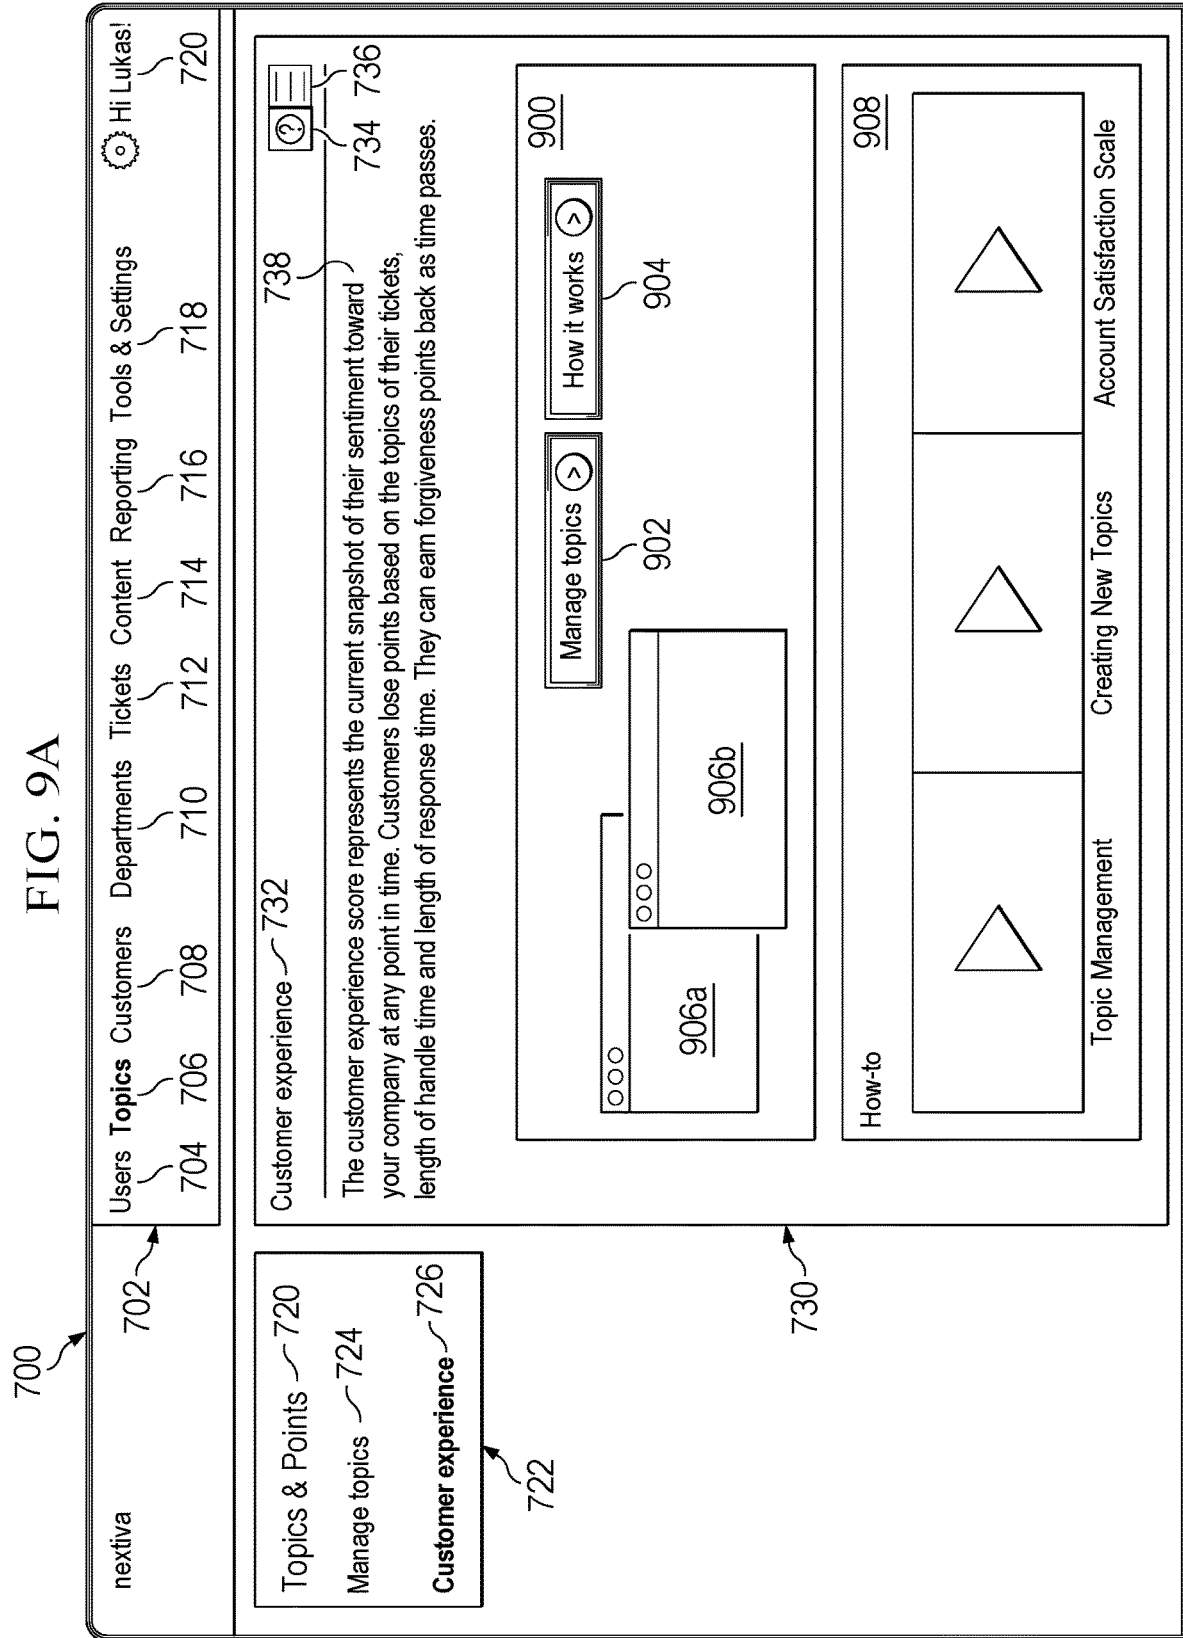 FIG. 9A
700
nextiva
Users Topics Customers Departments Tickets Content Reporting Tools & Settings Hi Lukas!
702 704 706 708 710 712 714 716 718 720
Topics & Points 720
Manage topics 724
Customer experience 726
722
Customer experience 732
?
734 736
738
The customer experience score represents the current snapshot of their sentiment toward
your company at any point in time. Customers lose points based on the topics of their tickets,
length of handle time and length of response time. They can earn forgiveness points back as time passes.
900
Manage topics > How it works >
902 904
906a 906b
730
908
How-to
Topic Management Creating New Topics Account Satisfaction Scale